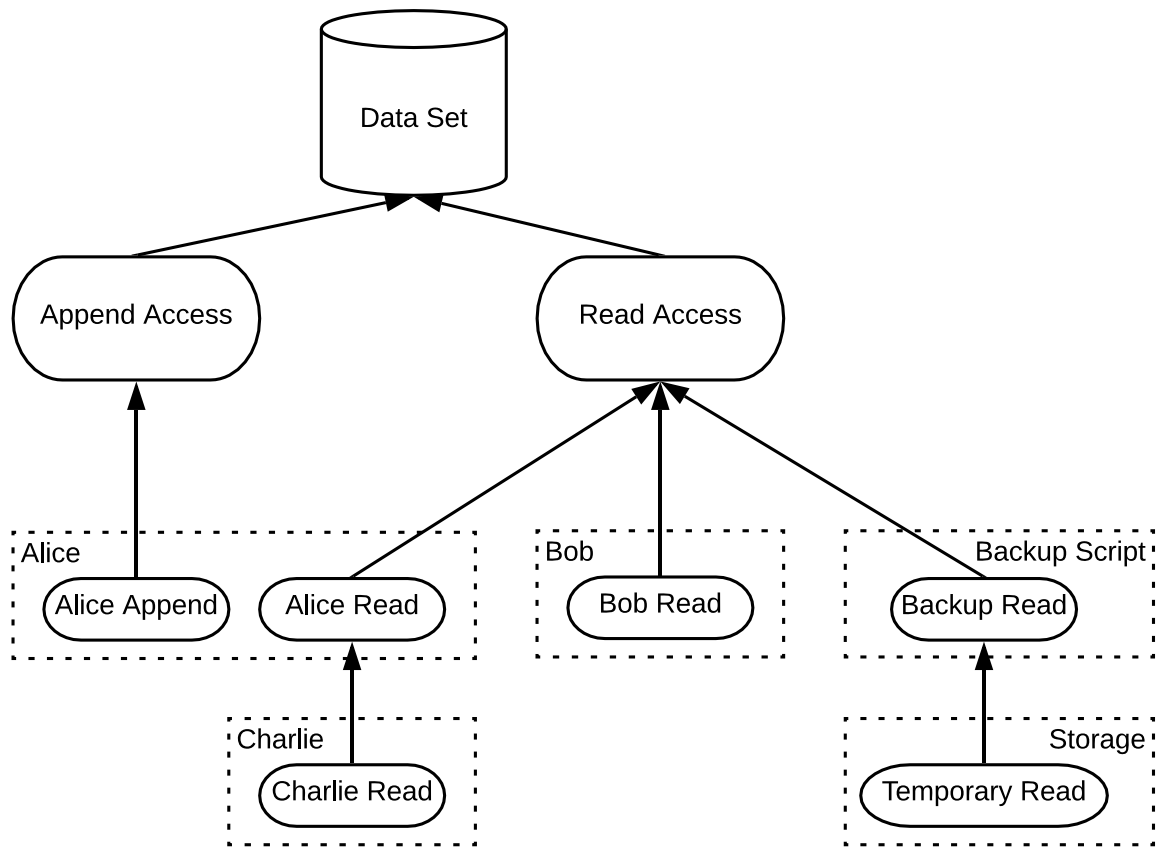 Data Set
Append Access
Read Access
Alice
Bob
Backup Script
Alice Append
Alice Read
Bob Read
Backup Read
Charlie
Storage
Charlie Read
Temporary Read